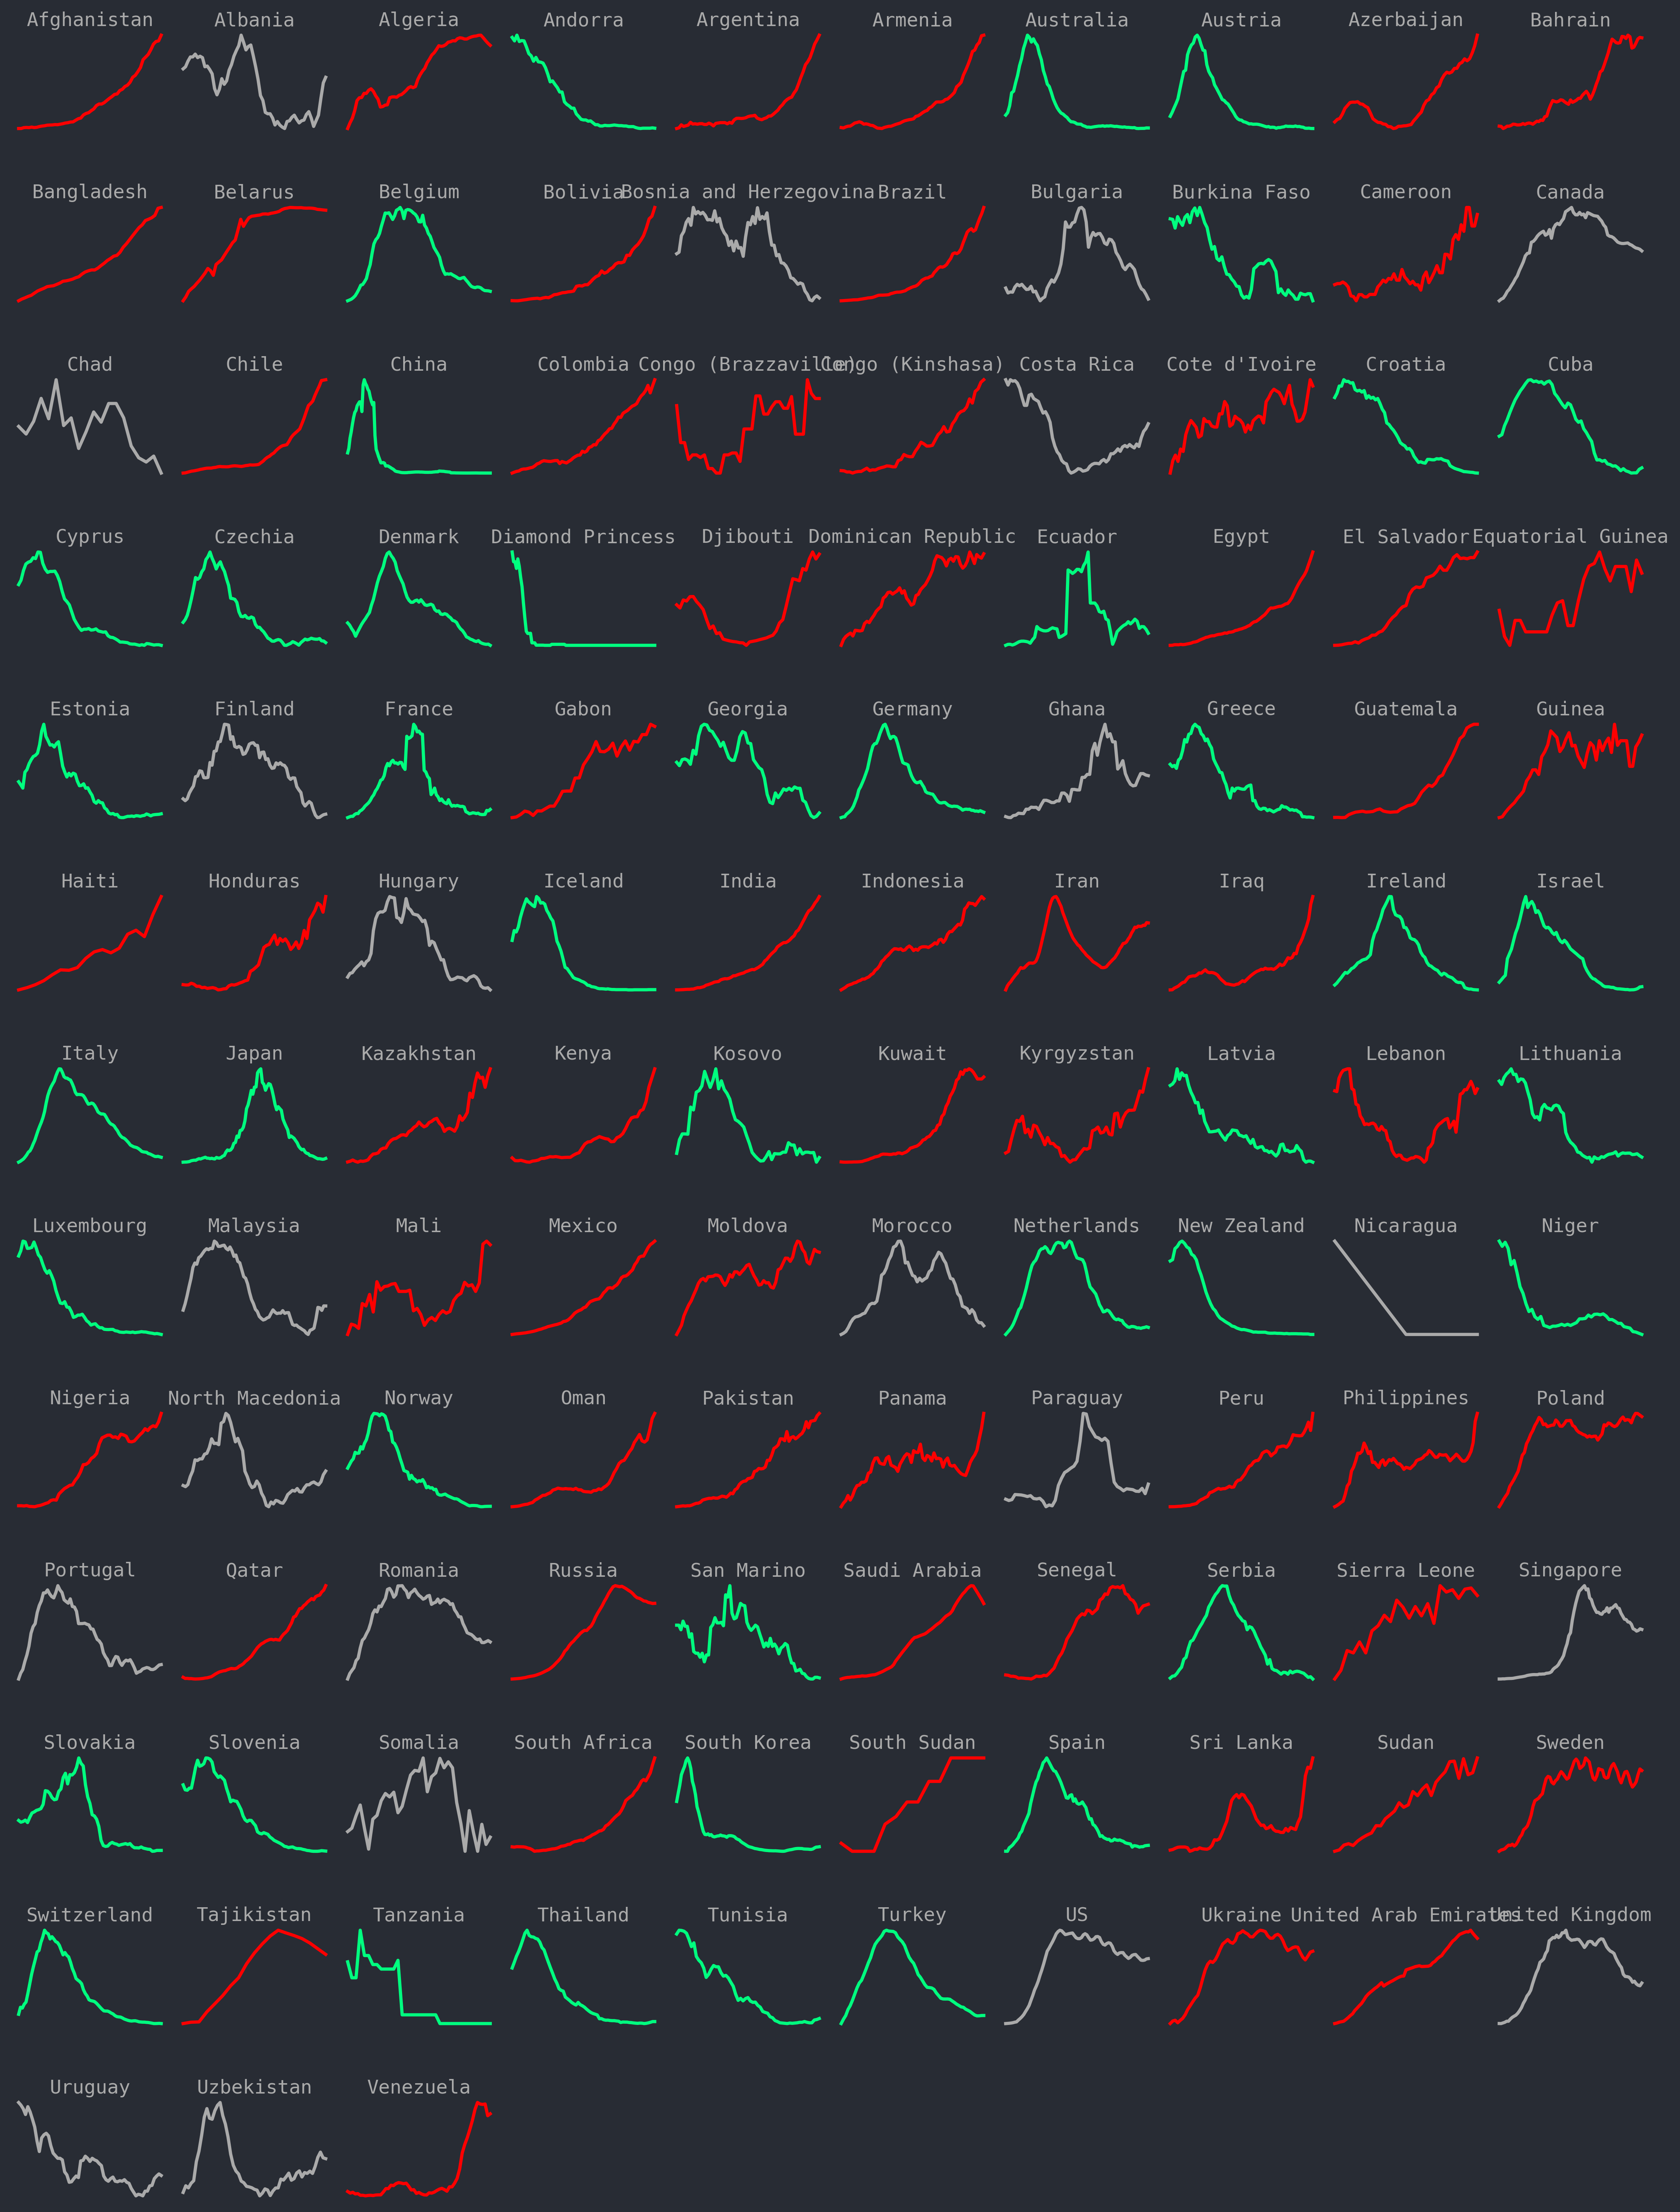 Afghanistan Albania Algeria Andorra Argentina Armenia Australia Austria Azerbaijan Bahrain
Bangladesh Belarus Belgium Bolivia Bosnia and Herzegovina Brazil Bulgaria Burkina Faso Cameroon Canada
Chad Chile China Colombia Congo (Brazzaville) Congo (Kinshasa) Costa Rica Cote d'Ivoire Croatia Cuba
Cyprus Czechia Denmark Diamond Princess Djibouti Dominican Republic Ecuador Egypt El Salvador Equatorial Guinea
Estonia Finland France Gabon Georgia Germany Ghana Greece Guatemala Guinea
Haiti Honduras Hungary Iceland India Indonesia Iran Iraq Ireland Israel
Italy Japan Kazakhstan Kenya Kosovo Kuwait Kyrgyzstan Latvia Lebanon Lithuania
Luxembourg Malaysia Mali Mexico Moldova Morocco Netherlands New Zealand Nicaragua Niger
Nigeria North Macedonia Norway Oman Pakistan Panama Paraguay Peru Philippines Poland
Portugal Qatar Romania Russia San Marino Saudi Arabia Senegal Serbia Sierra Leone Singapore
Slovakia Slovenia Somalia South Africa South Korea South Sudan Spain Sri Lanka Sudan Sweden
Switzerland Tajikistan Tanzania Thailand Tunisia Turkey US Ukraine United Arab Emirates United Kingdom
Uruguay Uzbekistan Venezuela